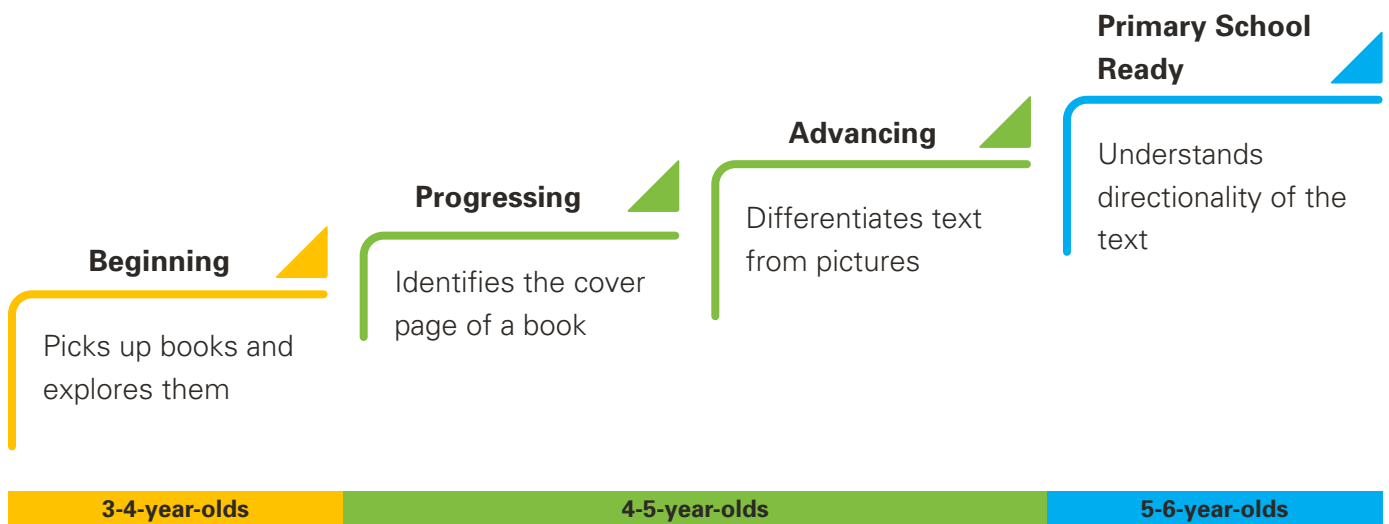 Beginning
Picks up books and
explores them
Progressing
Identifies the cover
page of a book
Advancing
Differentiates text
from pictures
Primary School
Ready
Understands
directionality of the
text
3-4-year-olds
4-5-year-olds
5-6-year-olds